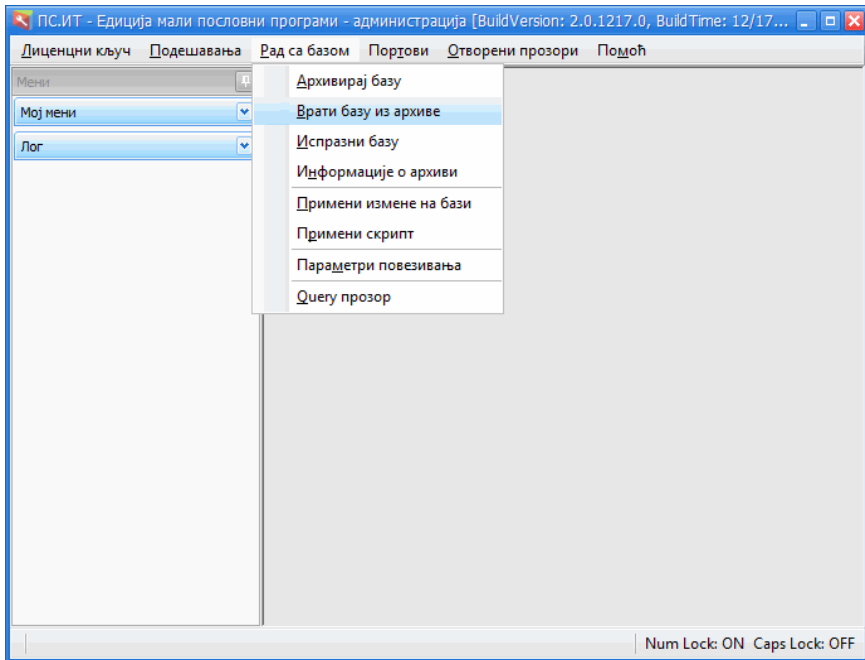 ПС.ИТ - Едиција мали пословни програми - администрација [BuildVersion: 2.0.1217.0, BuildTime: 12/17...
Лиценцни кључ Подешавања Рад са базом Портови Отворени прозори Помоћ
Мени
Мој мени
Лог
Архивирај базу
Врати базу из архиве
Испразни базу
Информације о архиви
Примени измене на бази
Примени скрипт
Параметри повезивања
Query прозор
Num Lock: ON Caps Lock: OFF